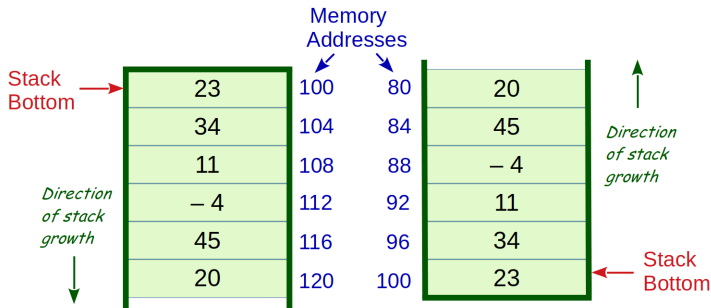 Memory
Addresses
Stack
Bottom
23 100 80 20
34 104 84 45
11 108 88 – 4
– 4 112 92 11
45 116 96 34
20 120 100 23
Direction
of stack
growth
Direction
of stack
growth
Stack
Bottom